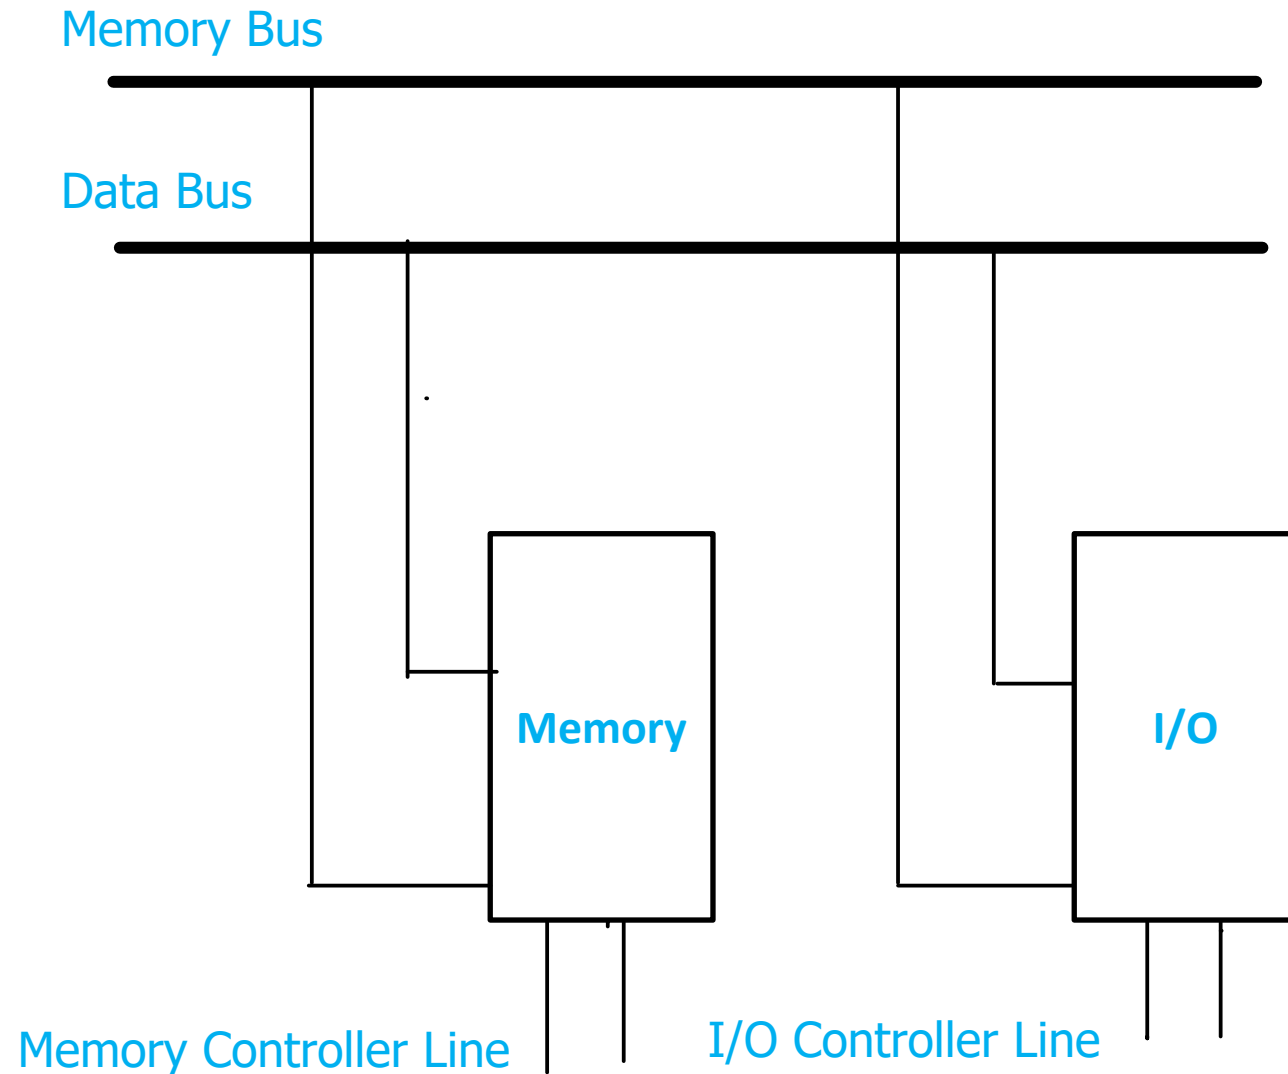 Memory Bus
Data Bus
Memory
I/O
Memory Controller Line
I/O Controller Line